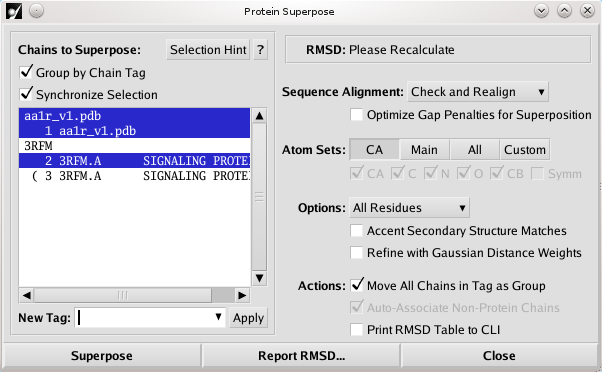 Protein Superpose
Chains to Superpose:
Selection Hint
?
Group by Chain Tag
Synchronize Selection
aa1r_v1.pdb
1 aa1r_v1.pdb
3RFM
2 3RFM.A SIGNALING PROTE
( 3 3RFM.A SIGNALING PROTE
New Tag:
Apply
RMSD: Please Recalculate
Sequence Alignment: Check and Realign
Optimize Gap Penalties for Superposition
Atom Sets: CA Main All Custom
CA C N O CB Symm
Options: All Residues
Accent Secondary Structure Matches
Refine with Gaussian Distance Weights
Actions: Move All Chains in Tag as Group
Auto-Associate Non-Protein Chains
Print RMSD Table to CLI
Superpose Report RMSD... Close